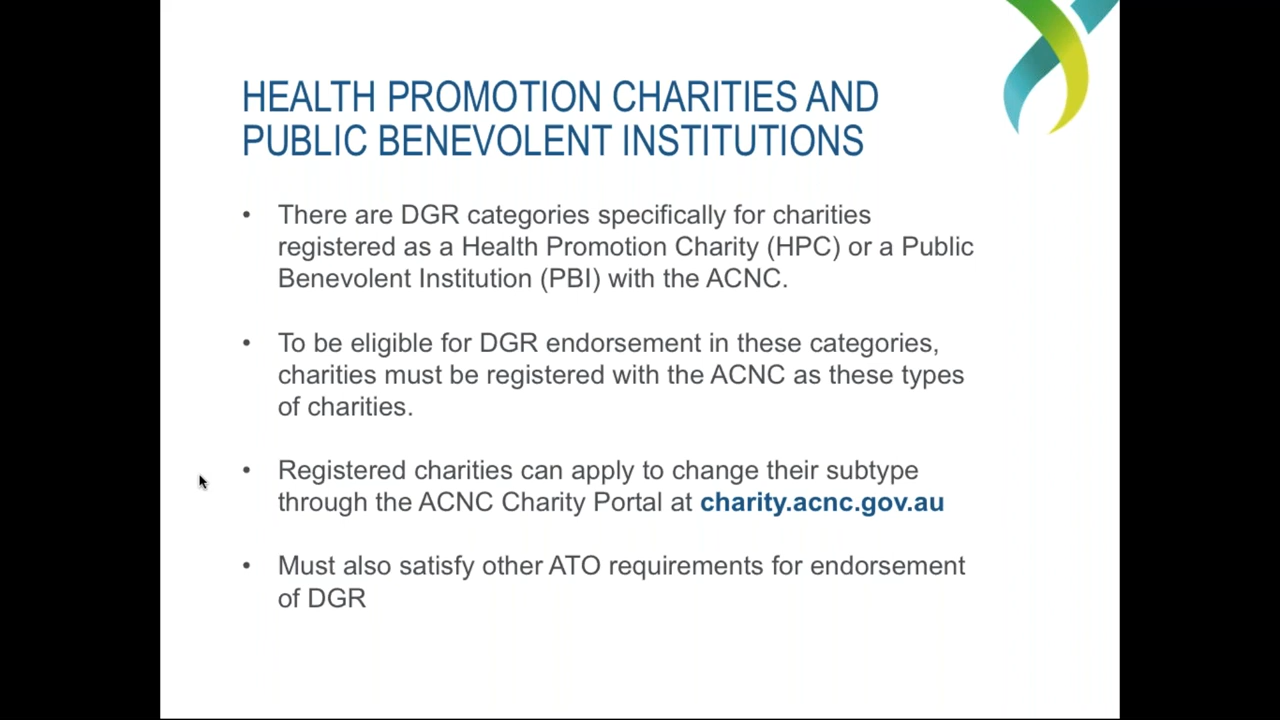 HEALTH PROMOTION CHARITIES AND
PUBLIC BENEVOLENT INSTITUTIONS
• There are DGR categories specifically for charities
registered as a Health Promotion Charity (HPC) or a Public
Benevolent Institution (PBI) with the ACNC.
• To be eligible for DGR endorsement in these categories,
charities must be registered with the ACNC as these types
of charities.
• Registered charities can apply to change their subtype
through the ACNC Charity Portal at charity.acnc.gov.au
• Must also satisfy other ATO requirements for endorsement
of DGR